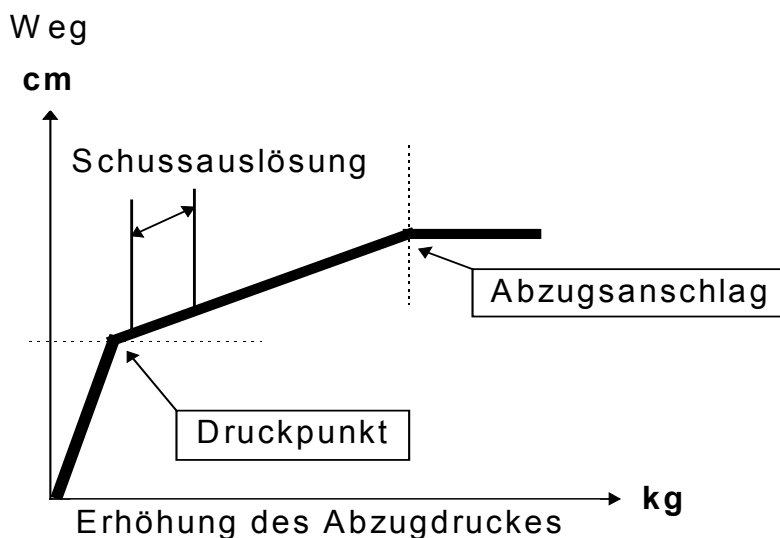 Weg
cm
Schussauslösung
Abzugsanschlag
Druckpunkt
kg
Erhöhung des Abzugdruckes